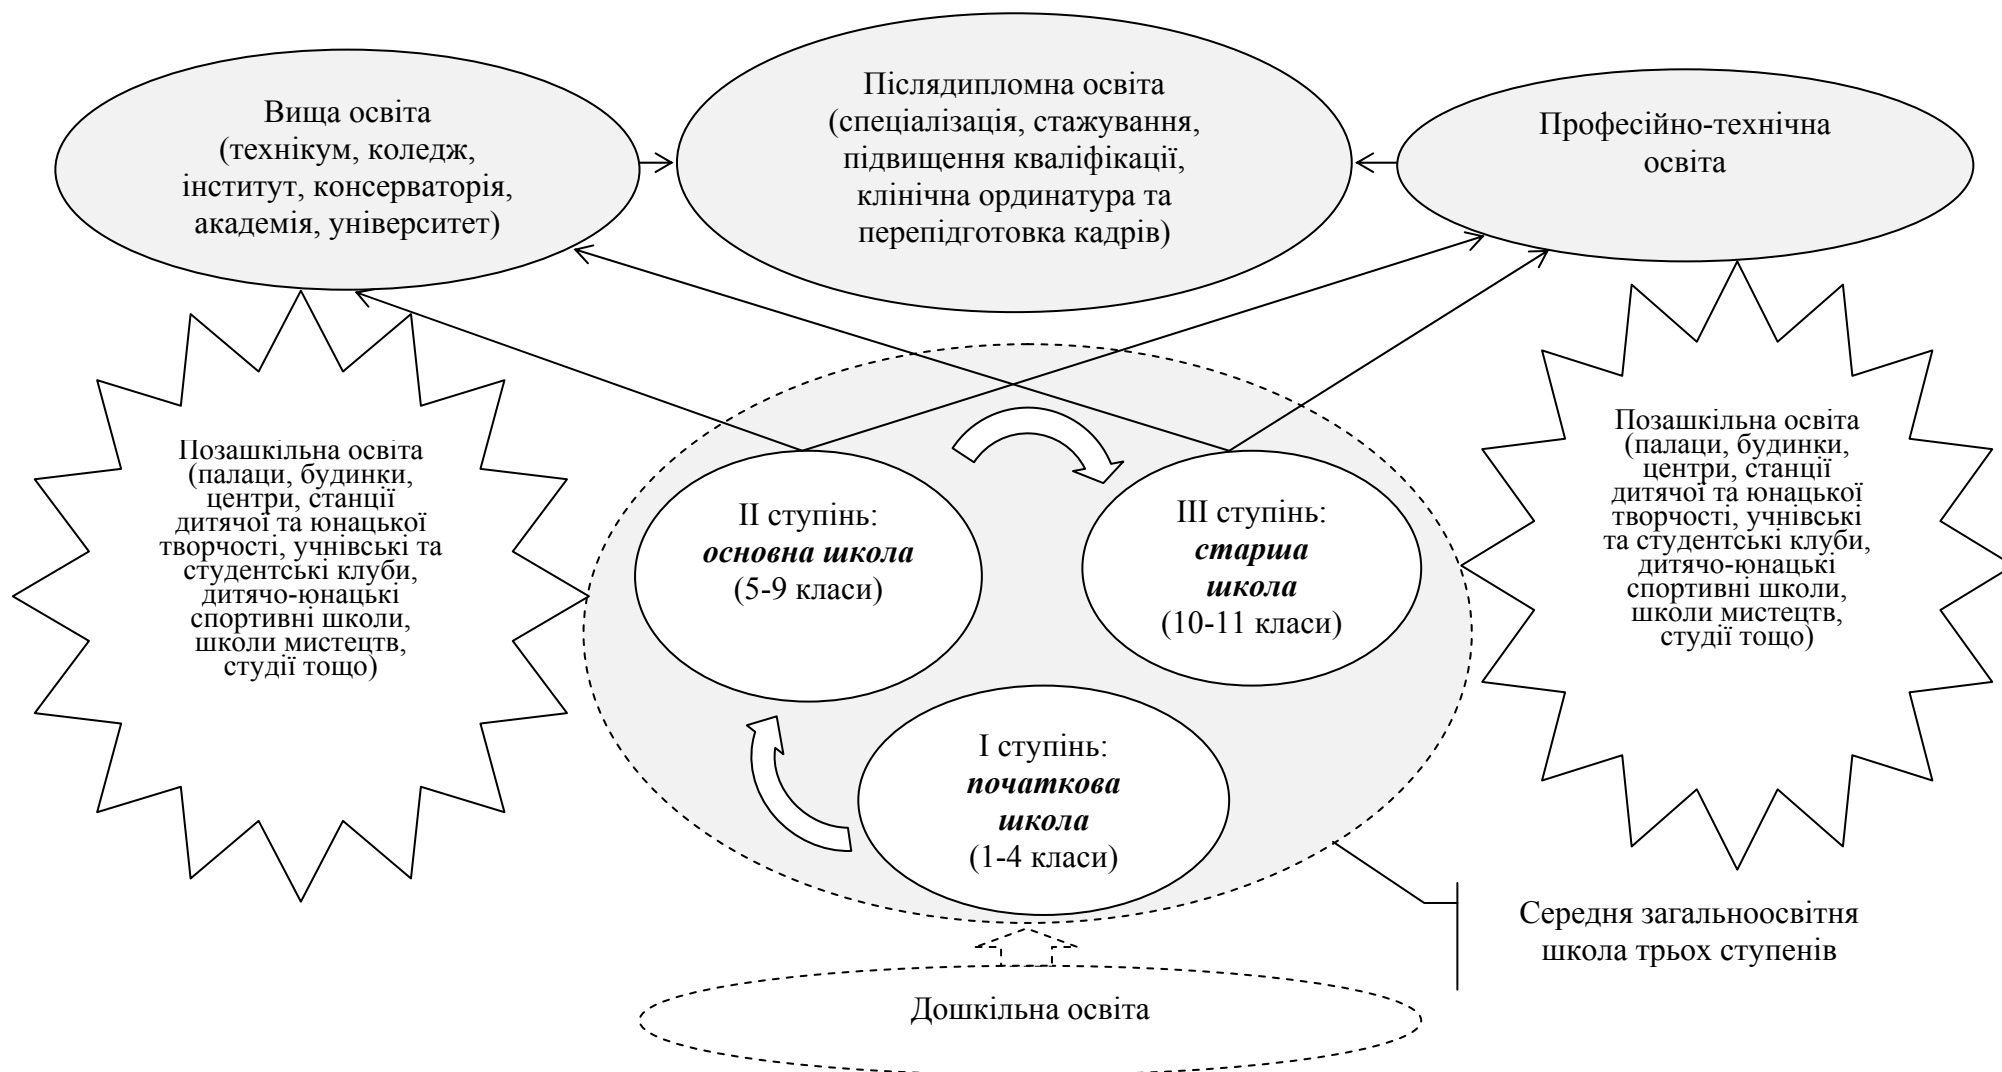 Вища освіта
(технікум, коледж,
інститут, консерваторія,
академія, університет)
Післядипломна освіта
(спеціалізація, стажування,
підвищення кваліфікації,
клінічна ординатура та
перепідготовка кадрів)
Професійно-технічна
освіта
Позашкільна освіта
(палаци, будинки,
центри, станції
дитячої та юнацької
творчості, учнівські та
студентські клуби,
дитячо-юнацькі
спортивні школи,
школи мистецтв,
студії тощо)
ІІ ступінь:
основна школа
(5-9 класи)
ІІІ ступінь:
старша
школа
(10-11 класи)
Позашкільна освіта
(палаци, будинки,
центри, станції
дитячої та юнацької
творчості, учнівські
та студентські клуби,
дитячо-юнацькі
спортивні школи,
школи мистецтв,
студії тощо)
І ступінь:
початкова
школа
(1-4 класи)
Середня загальноосвітня
школа трьох ступенів
Дошкільна освіта